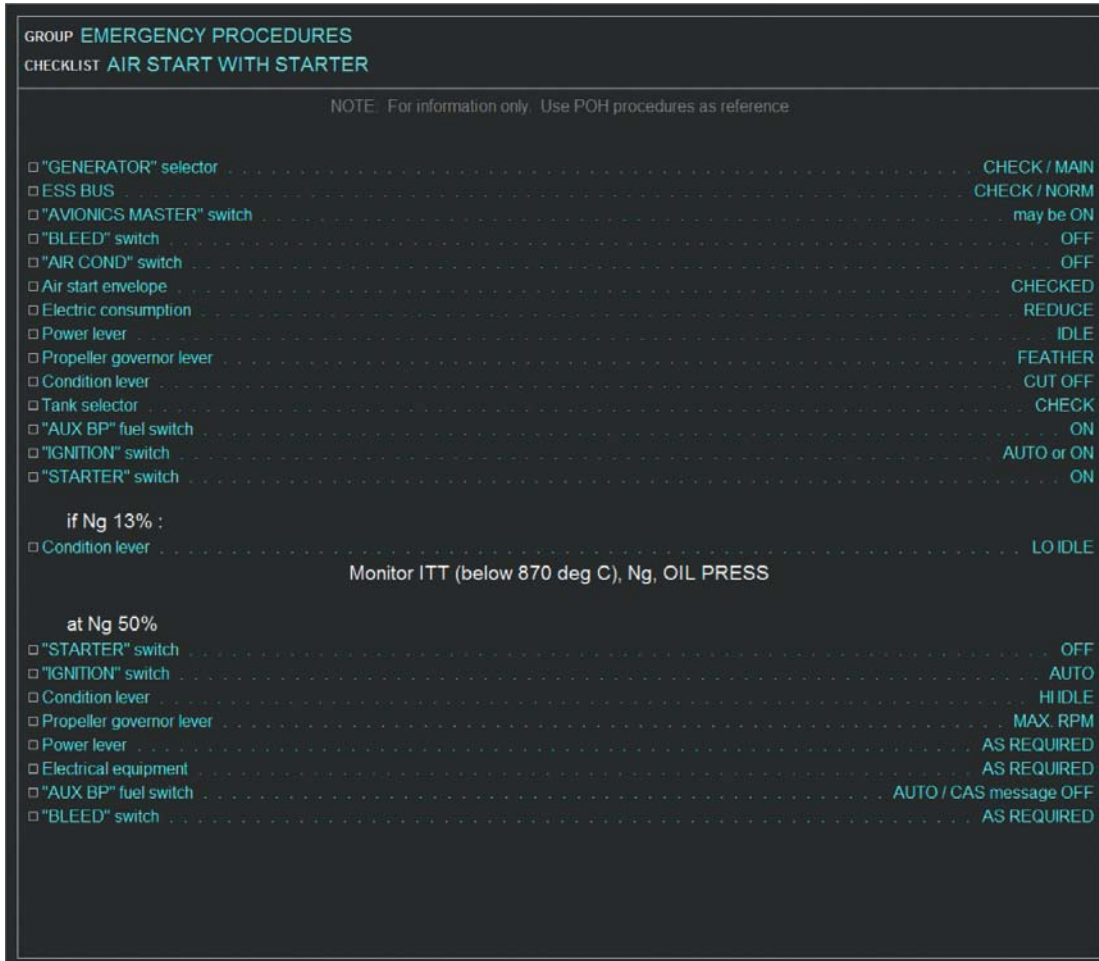 GROUP EMERGENCY PROCEDURES
CHECKLIST AIR START WITH STARTER
NOTE: For information only. Use POH procedures as reference
"GENERATOR" selector CHECK / MAIN
ESS BUS CHECK / NORM
"AVIONICS MASTER" switch may be ON
"BLEED" switch OFF
"AIR COND" switch OFF
Air start envelope CHECKED
Electric consumption REDUCE
Power lever IDLE
Propeller governor lever FEATHER
Condition lever CUT OFF
Tank selector CHECK
"AUX BP" fuel switch ON
"IGNITION" switch AUTO or ON
"STARTER" switch ON
if Ng 13% :
Condition lever LO IDLE
Monitor ITT (below 870 deg C), Ng, OIL PRESS
at Ng 50%
"STARTER" switch OFF
"IGNITION" switch AUTO
Condition lever HI IDLE
Propeller governor lever MAX. RPM
Power lever AS REQUIRED
Electrical equipment AS REQUIRED
"AUX BP" fuel switch AUTO / CAS message OFF
"BLEED" switch AS REQUIRED